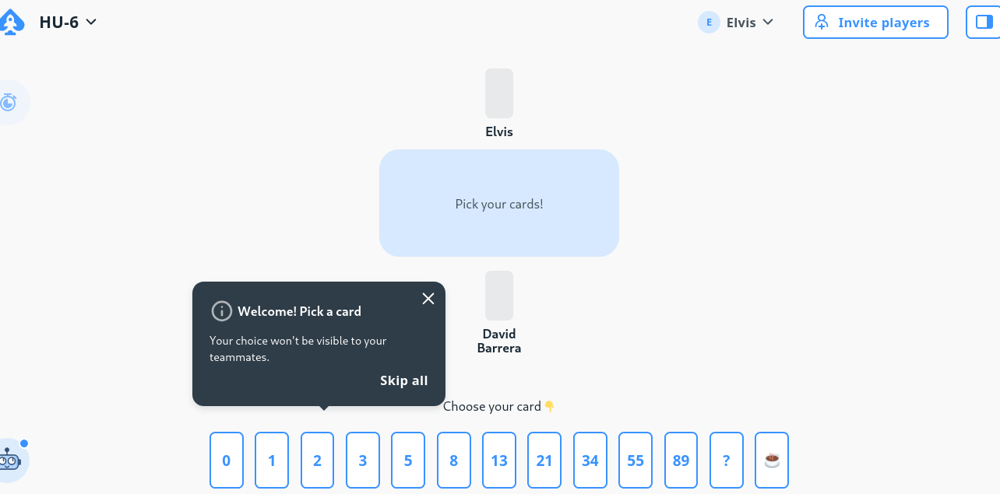 HU-6
E
Elvis
Invite players
Elvis
Pick your cards!
Welcome! Pick a card
Your choice won't be visible to your
teammates.
Skip all
David
Barrera
Choose your card 👇
0
1
2
3
5
8
13
21
34
55
89
?